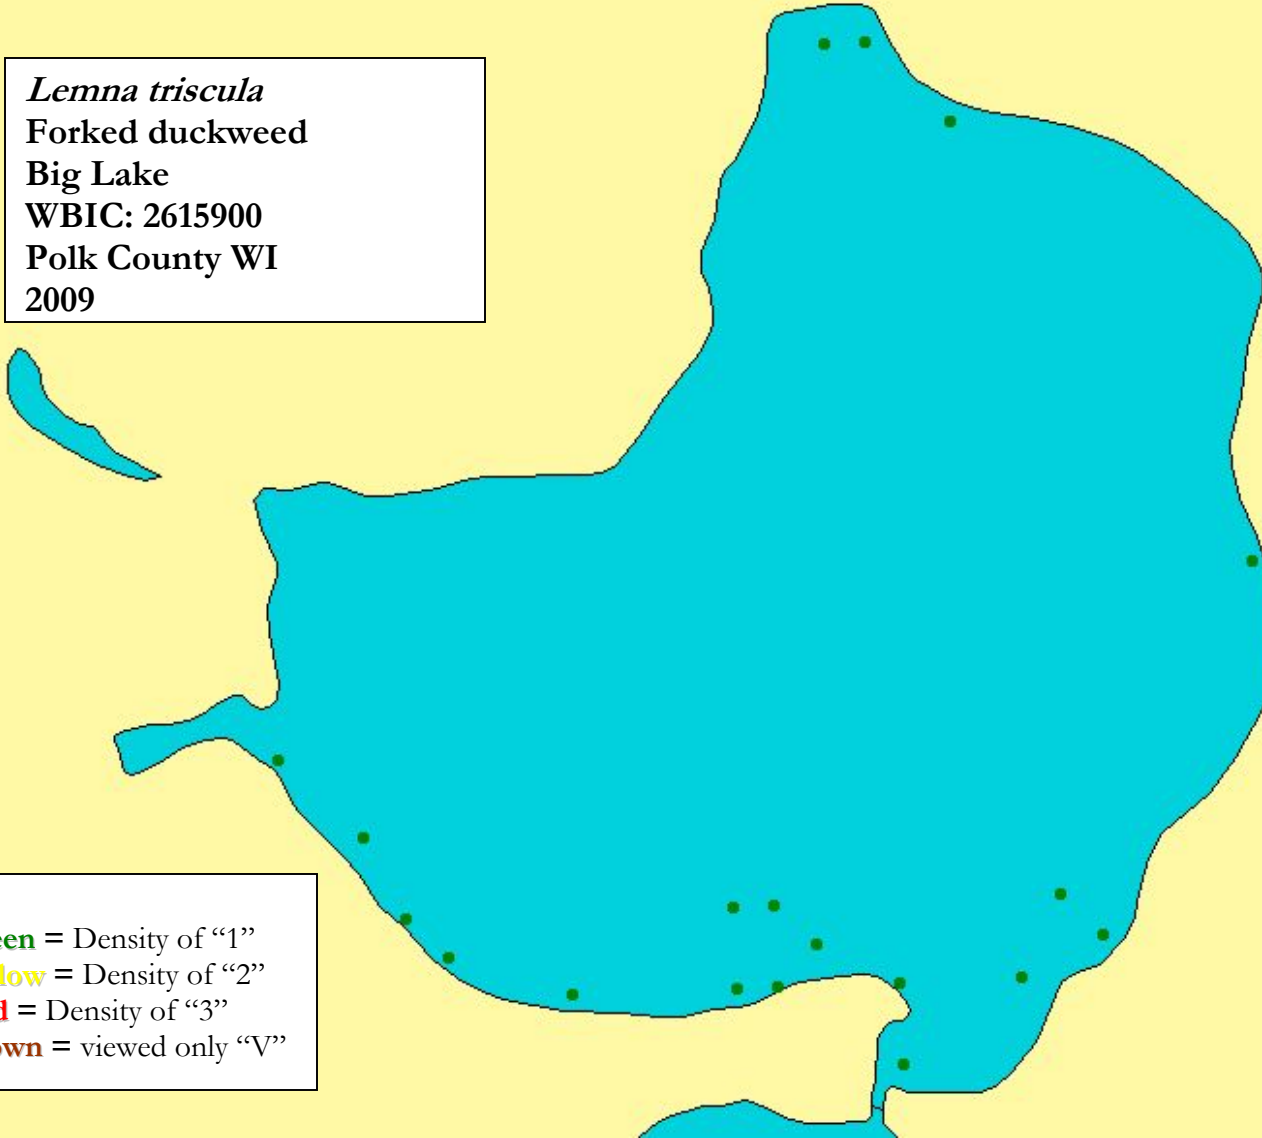 Lemna triscula
Forked duckweed
Big Lake
WBIC: 2615900
Polk County WI
2009
een = Density of “1”
low = Density of “2”
d = Density of “3”
own = viewed only “V”